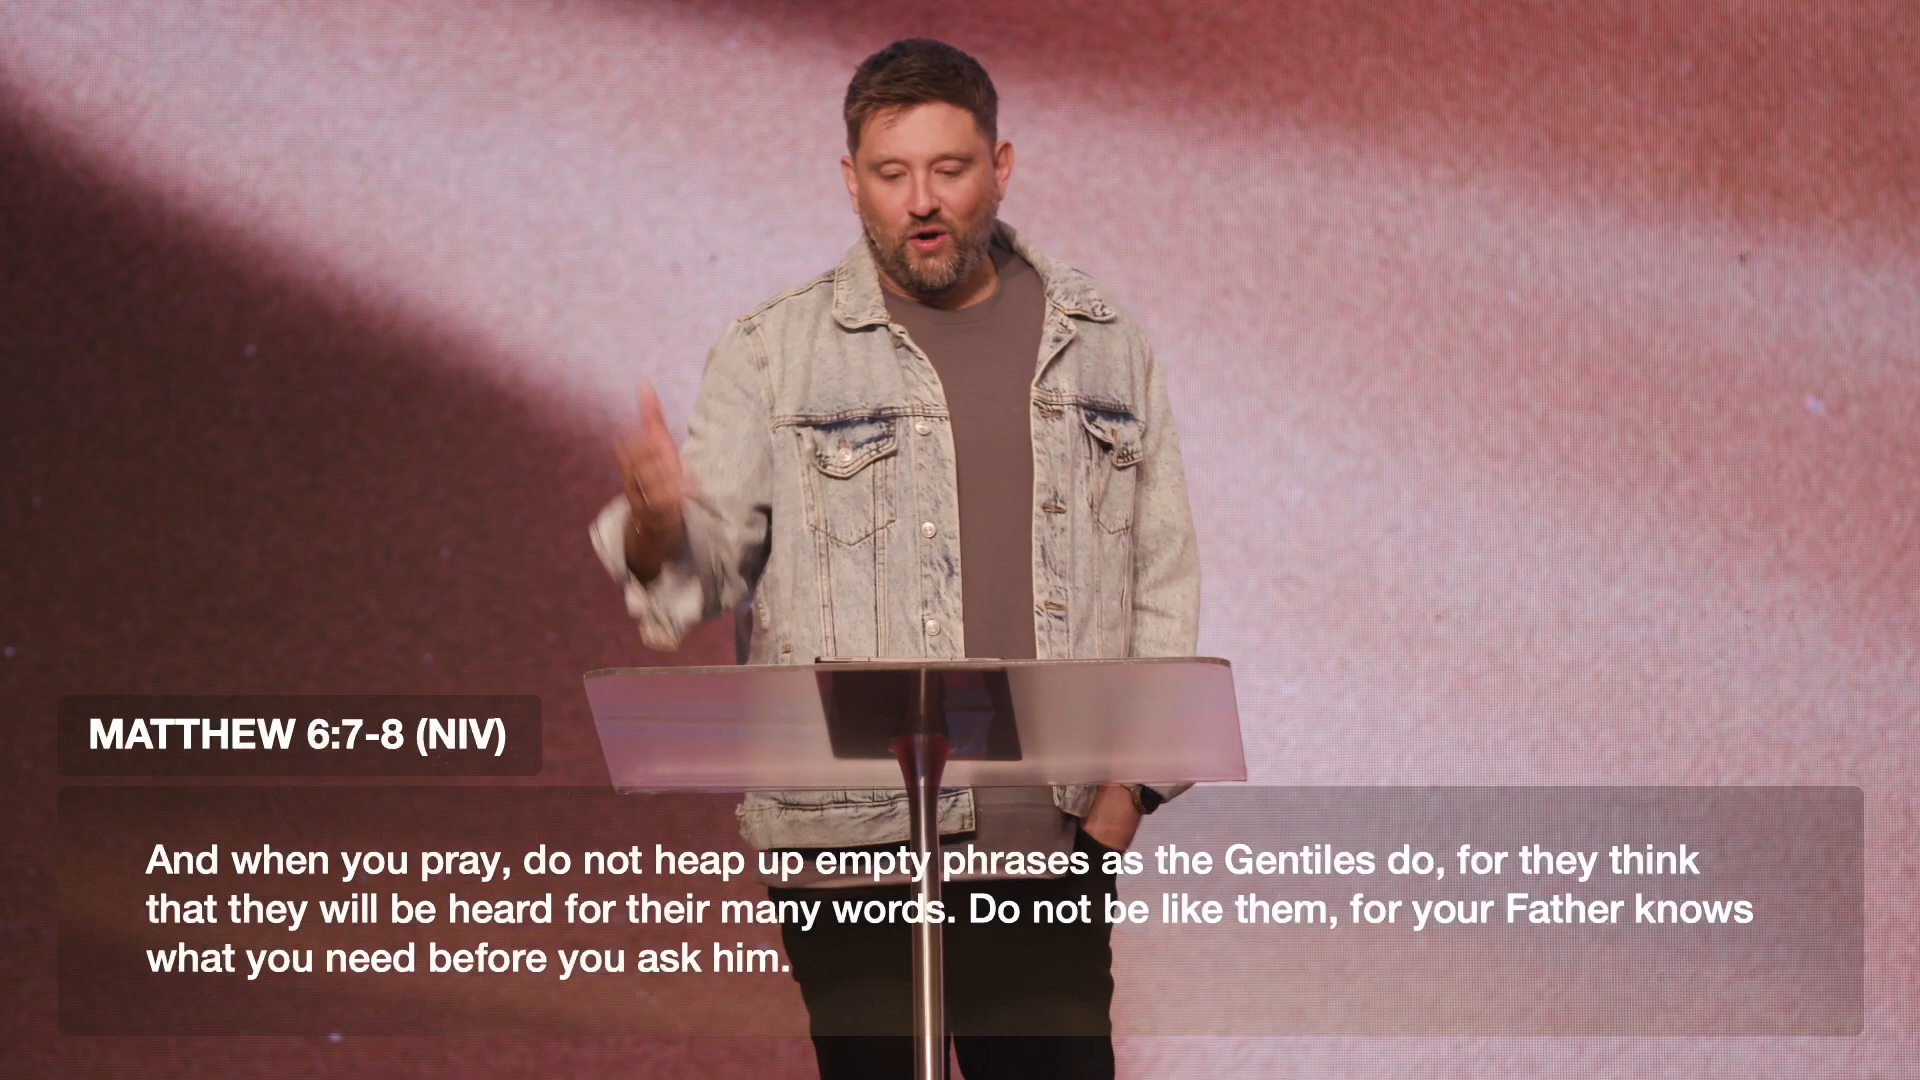 MATTHEW 6:7-8 (NIV)
And when you pray, do not heap up empty phrases as the Gentiles do, for they think
that they will be heard for their many words. Do not be like them, for your Father knows
what you need before you ask him.